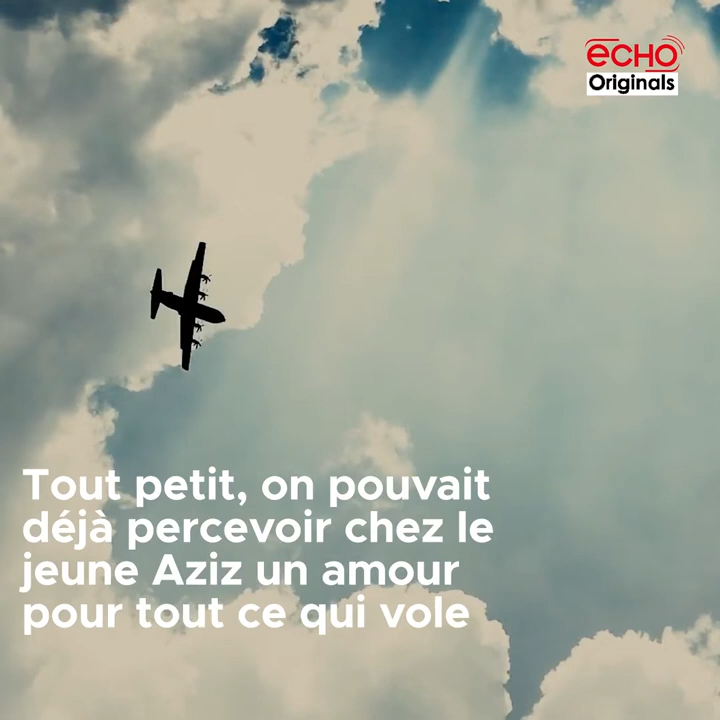 ECHO
Originals
Tout petit, on pouvait
déjà percevoir chez le
jeune Aziz un amour
pour tout ce qui vole